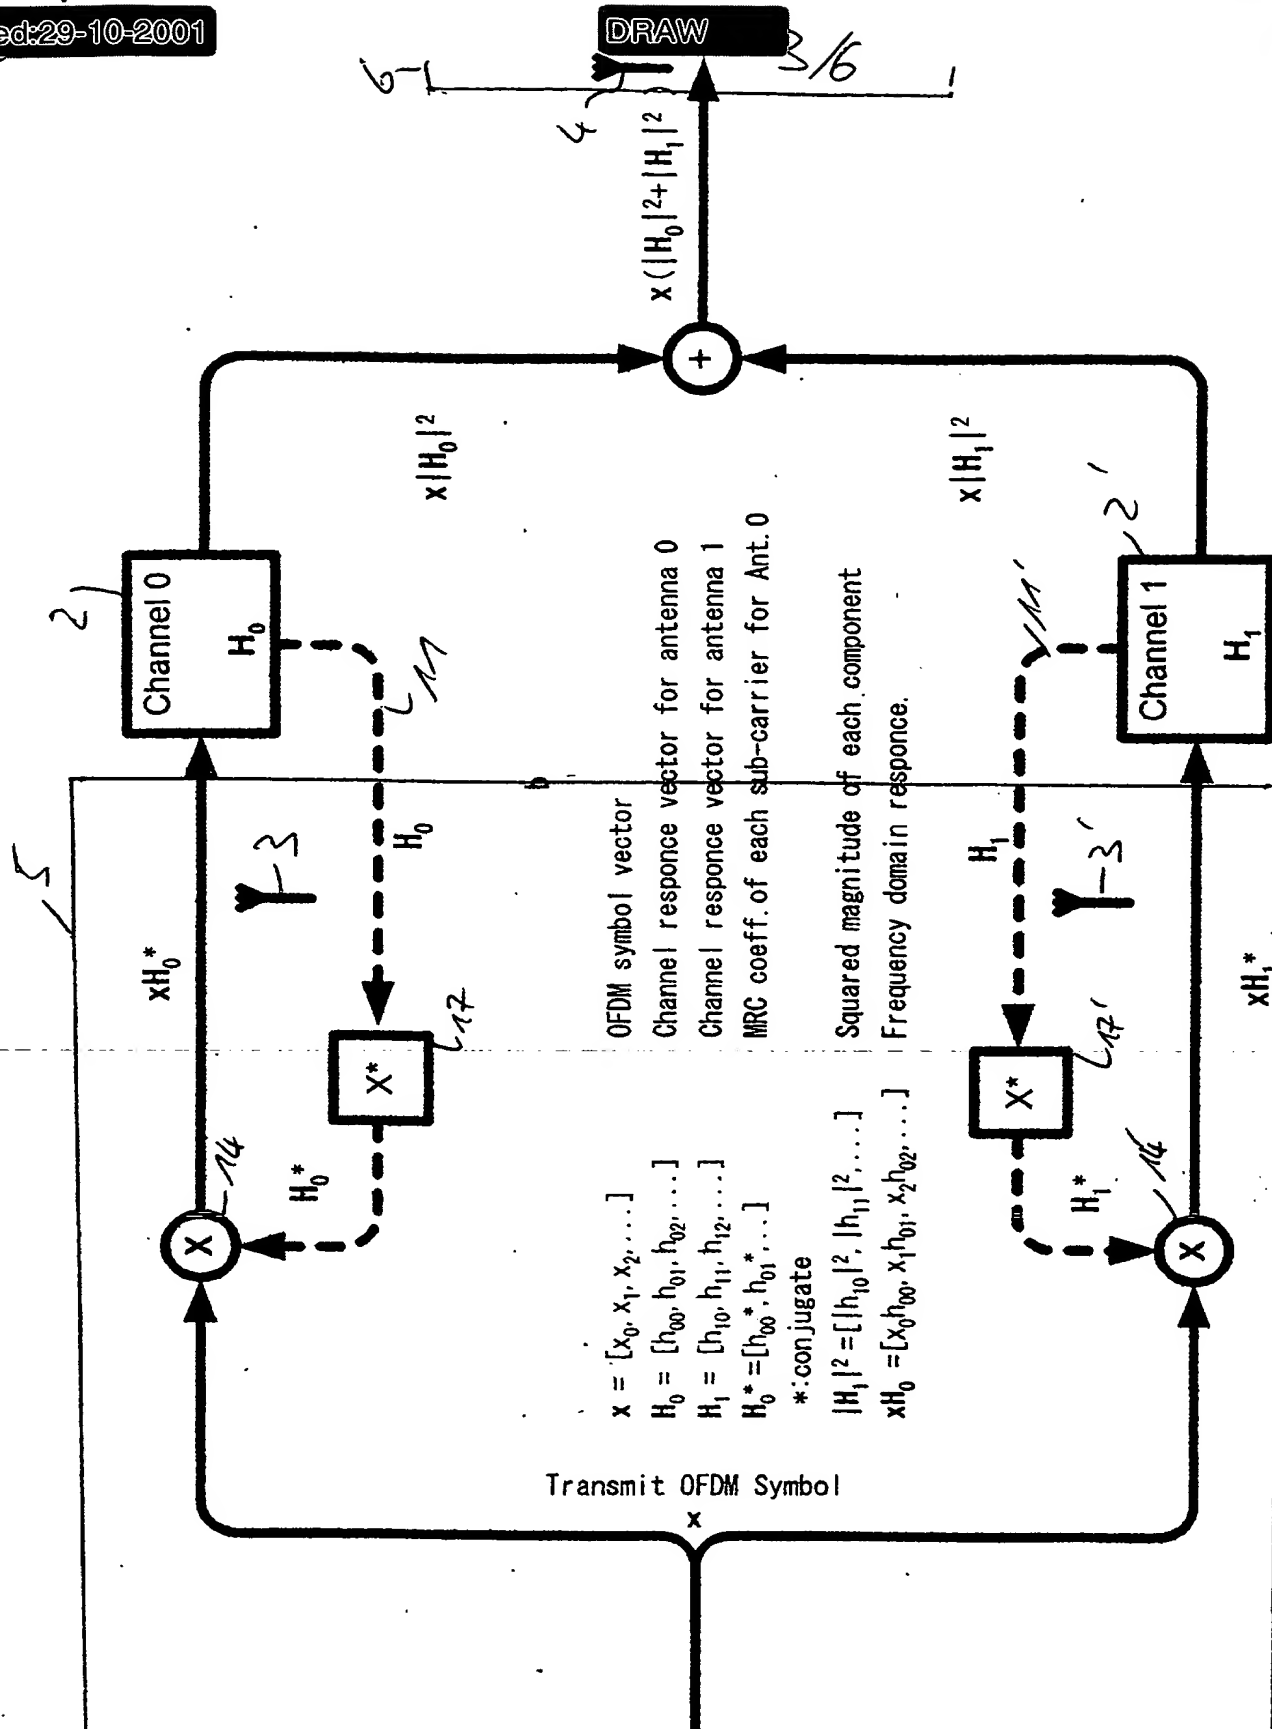 ed:29-10-2001
DRAW
3/6
6
4
x(|H₀|²+|H₁|²
+
x|H₀|²
x|H₁|²
2
Channel 0
H₀
11
2'
Channel 1
H₁
11'
5
3
H₀
xH₀*
17
X*
H₀*
14
X
H₁
3'
xH₁*
17'
X*
H₁*
14
X
x = [x₀, x₁, x₂,...] OFDM symbol vector
H₀ = [h₀₀, h₀₁, h₀₂,...] Channel responce vector for antenna 0
H₁ = [h₁₀, h₁₁, h₁₂,...] Channel responce vector for antenna 1
H₀* =[h₀₀*, h₀₁*,...] MRC coeff. of each sub-carrier for Ant. 0
*:conjugate
|H₁|² =[|h₁₀|², |h₁₁|²,...] Squared magnitude of each component
xH₀ =[x₀h₀₀, x₁h₀₁, x₂h₀₂,...] Frequency domain responce.
Transmit OFDM Symbol
x